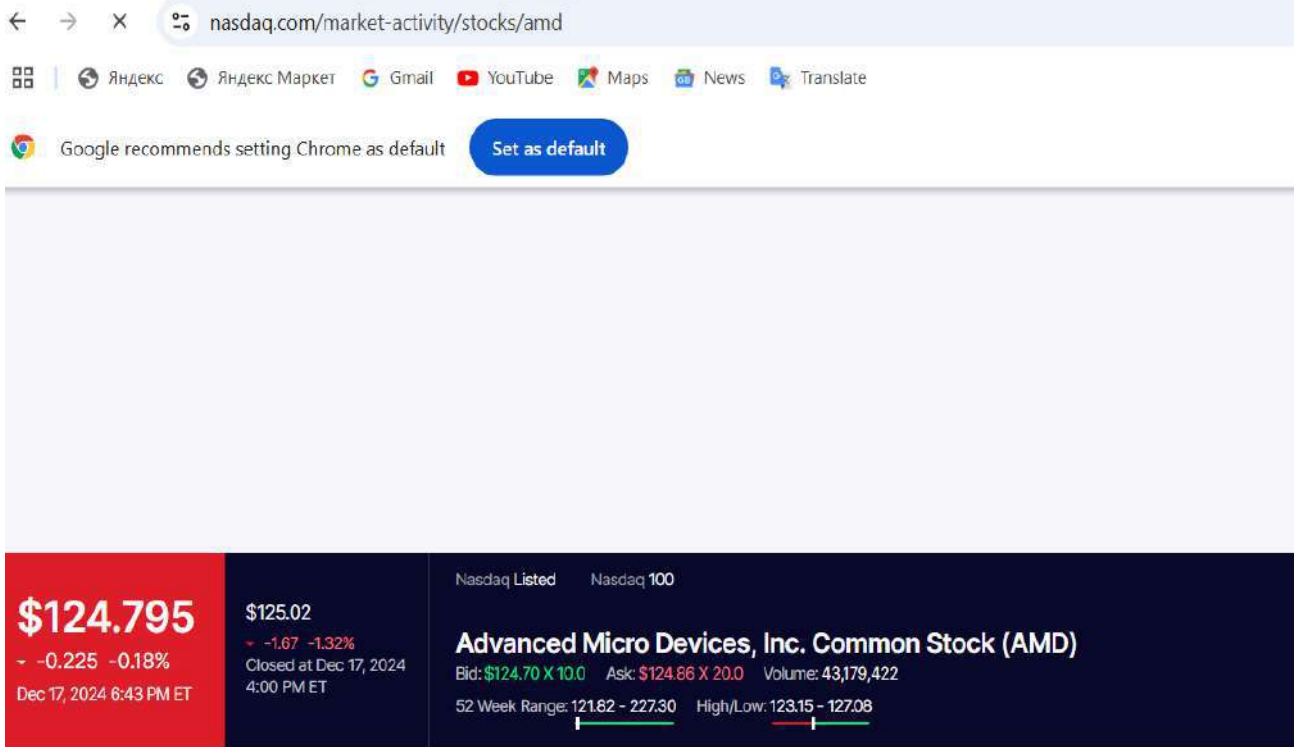 nasdaq.com/market-activity/stocks/amd
Яндекс Яндекс Маркет Gmail YouTube Maps News Translate
Google recommends setting Chrome as default Set as default
Nasdaq Listed Nasdaq 100
$124.795
-0.225 -0.18%
Dec 17, 2024 6:43 PM ET
$125.02
-1.67 -1.32%
Closed at Dec 17, 2024
4:00 PM ET
Advanced Micro Devices, Inc. Common Stock (AMD)
Bid: $124.70 X 10.0 Ask: $124.86 X 20.0 Volume: 43,179,422
52 Week Range: 121.82 - 227.30 High/Low: 123.15 - 127.08